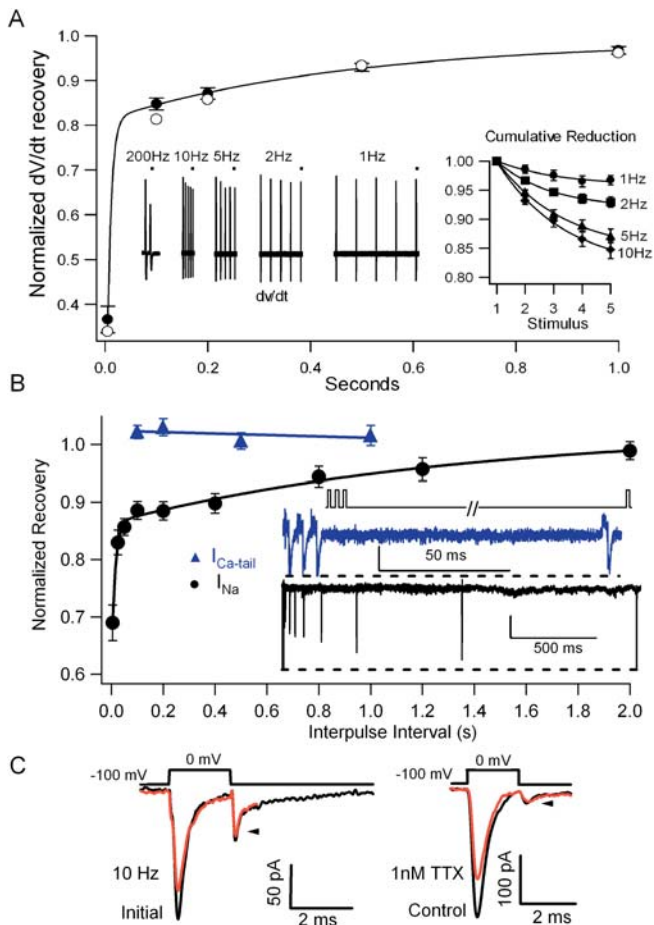 A
Normalized dV/dt recovery
1.0
0.9
0.8
0.7
0.6
0.5
0.4
200Hz 10Hz 5Hz 2Hz 1Hz
dv/dt
Cumulative Reduction
1.00
0.95
0.90
0.85
0.80
1Hz
2Hz
5Hz
10Hz
1 2 3 4 5
Stimulus
0.0 0.2 0.4 0.6 0.8 1.0
Seconds
B
Normalized Recovery
1.0
0.9
0.8
0.7
0.6
I Ca-tail
I Na
//
50 ms
500 ms
0.0 0.2 0.4 0.6 0.8 1.0 1.2 1.4 1.6 1.8 2.0
Interpulse Interval (s)
C
0 mV
-100 mV
10 Hz
Initial
50 pA
2 ms
0 mV
-100 mV
1nM TTX
Control
100 pA
2 ms